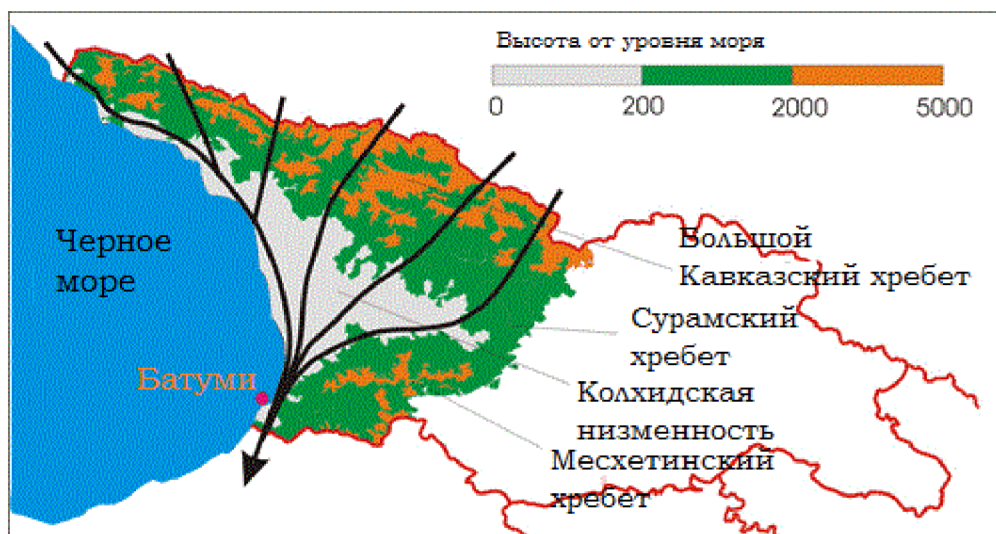 Высота от уровня моря
0 200 2000 5000
Черное
море
Большой
Кавказский хребет
Сурамский
хребет
Батуми
Колхидская
низменность
Месхетинский
хребет